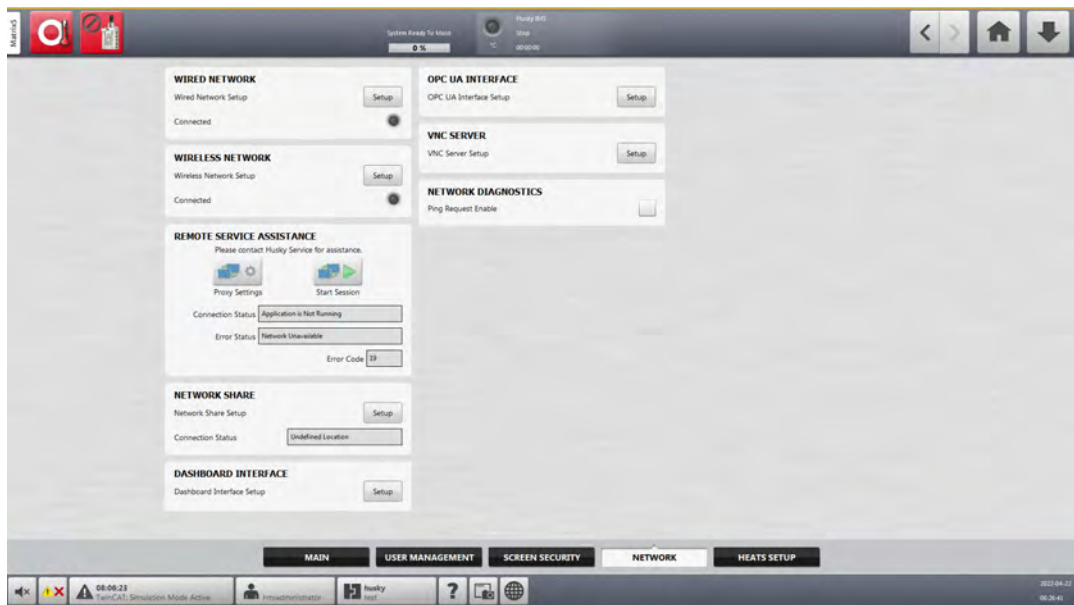 Matrix5
System Ready To Mold
0 %
°C
Husky IMS
Stop
00:00:00
WIRED NETWORK
Wired Network Setup
Setup
Connected
WIRELESS NETWORK
Wireless Network Setup
Setup
Connected
REMOTE SERVICE ASSISTANCE
Please contact Husky Service for assistance.
Proxy Settings
Start Session
Connection Status
Application is Not Running
Error Status
Network Unavailable
Error Code
19
NETWORK SHARE
Network Share Setup
Setup
Connection Status
Undefined Location
DASHBOARD INTERFACE
Dashboard Interface Setup
Setup
OPC UA INTERFACE
OPC UA Interface Setup
Setup
VNC SERVER
VNC Server Setup
Setup
NETWORK DIAGNOSTICS
Ping Request Enable
MAIN
USER MANAGEMENT
SCREEN SECURITY
NETWORK
HEATS SETUP
08:06:23
TwinCAT: Simulation Mode Active
husky
test
?
2022-04-22